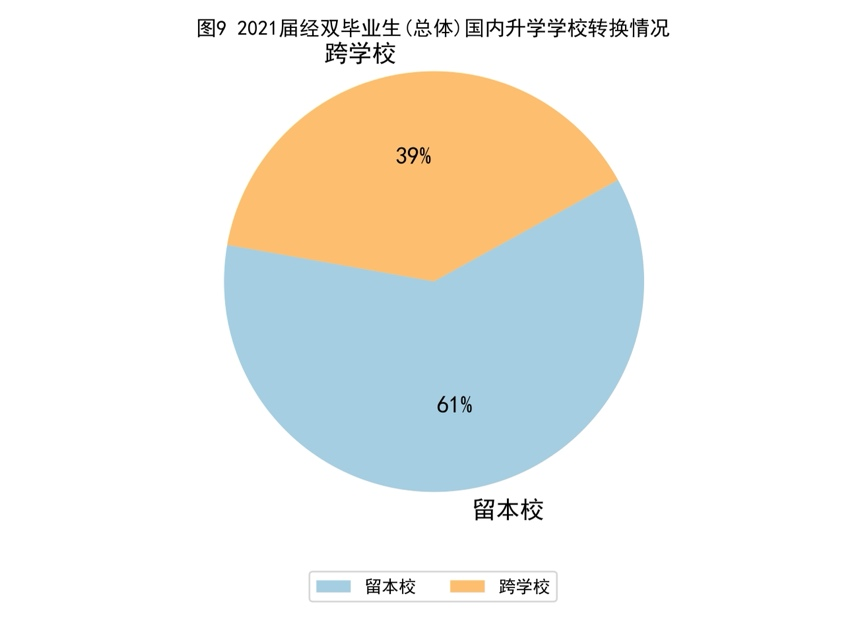 图9 2021届经双毕业生(总体)国内升学学校转换情况
跨学校
39%
61%
留本校
留本校 跨学校